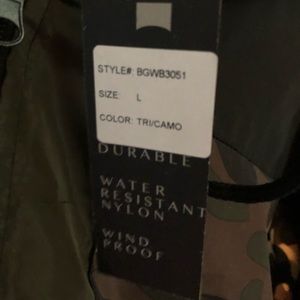 STYLE#: BGWB3051
SIZE: L
COLOR: TRI/CAMO
DURABLE
WATER
RESISTANT
NYLON
WIND
PROOF